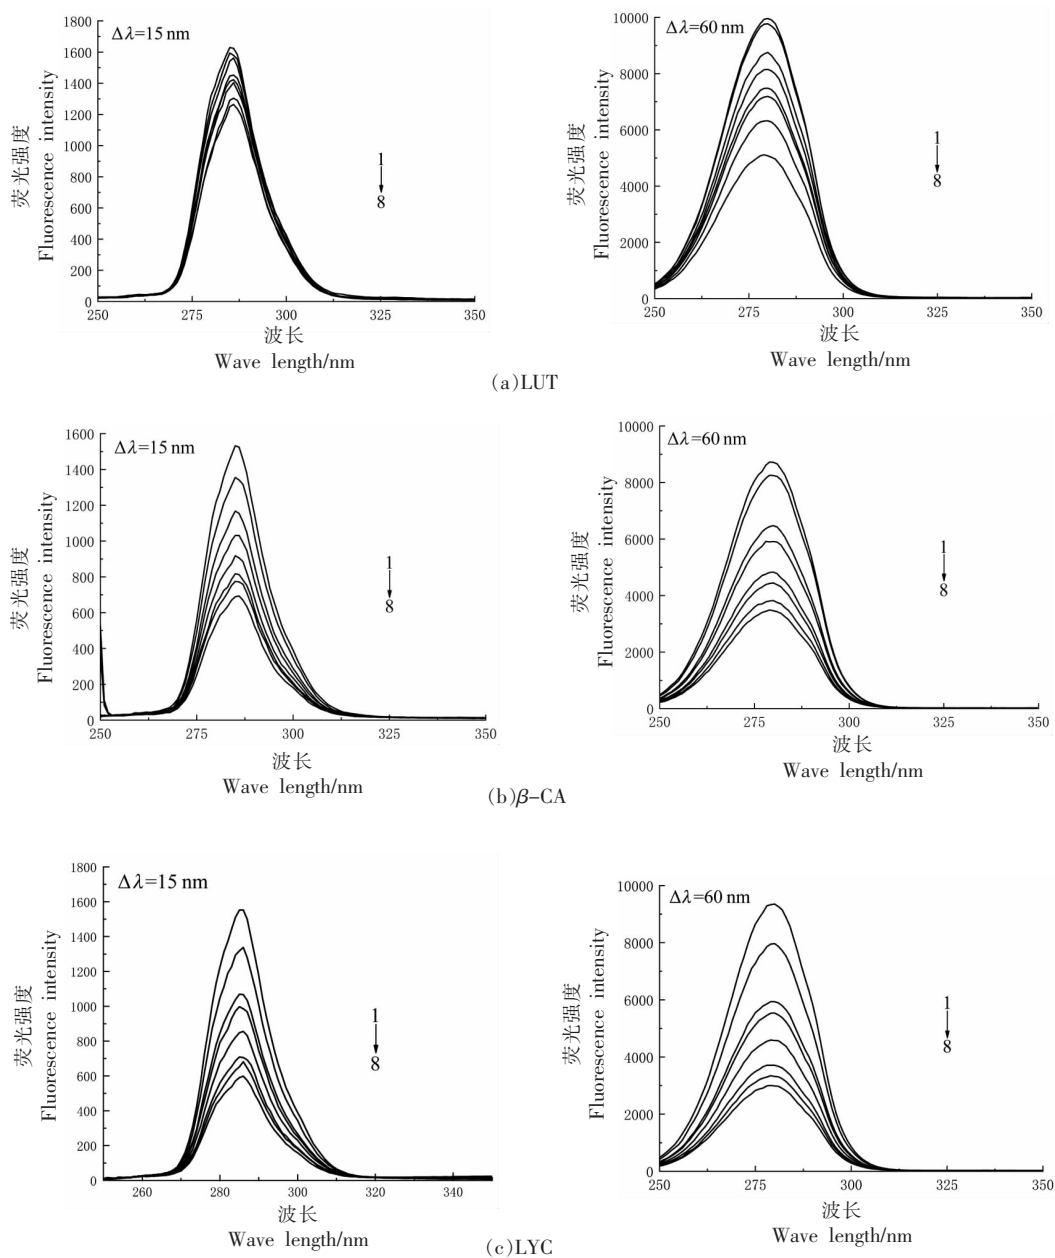 Δλ=15 nm
1800
1600
1400
1200
1000
800
600
400
200
0
250
275
300
325
350
荧光强度
Fluorescence intensity
1
8
波长
Wave length/nm
Δλ=60 nm
10000
8000
6000
4000
2000
0
250
275
300
325
350
荧光强度
Fluorescence intensity
1
8
波长
Wave length/nm
(a)LUT
Δλ=15 nm
1600
1400
1200
1000
800
600
400
200
0
250
275
300
325
350
荧光强度
Fluorescence intensity
1
8
波长
Wave length/nm
Δλ=60 nm
10000
8000
6000
4000
2000
0
250
275
300
325
350
荧光强度
Fluorescence intensity
1
8
波长
Wave length/nm
(b)β-CA
Δλ=15 nm
1800
1600
1400
1200
1000
800
600
400
200
0
260
280
300
320
340
荧光强度
Fluorescence intensity
1
8
波长
Wave length/nm
Δλ=60 nm
10000
8000
6000
4000
2000
0
250
275
300
325
350
荧光强度
Fluorescence intensity
1
8
波长
Wave length/nm
(c)LYC